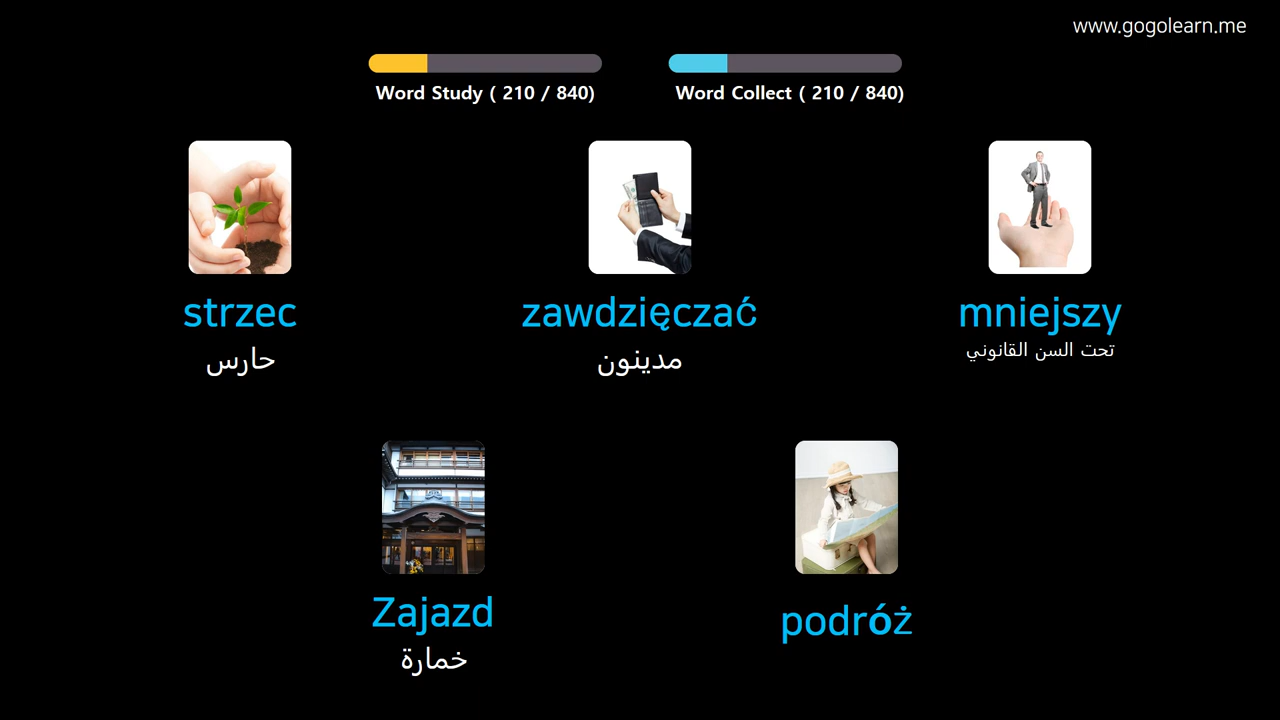 www.gogolearn.me
Word Study ( 210 / 840)
Word Collect ( 210 / 840)
strzec
حارس
zawdzięczać
مدينون
mniejszy
تحت السن القانوني
Zajazd
خمارة
podróż